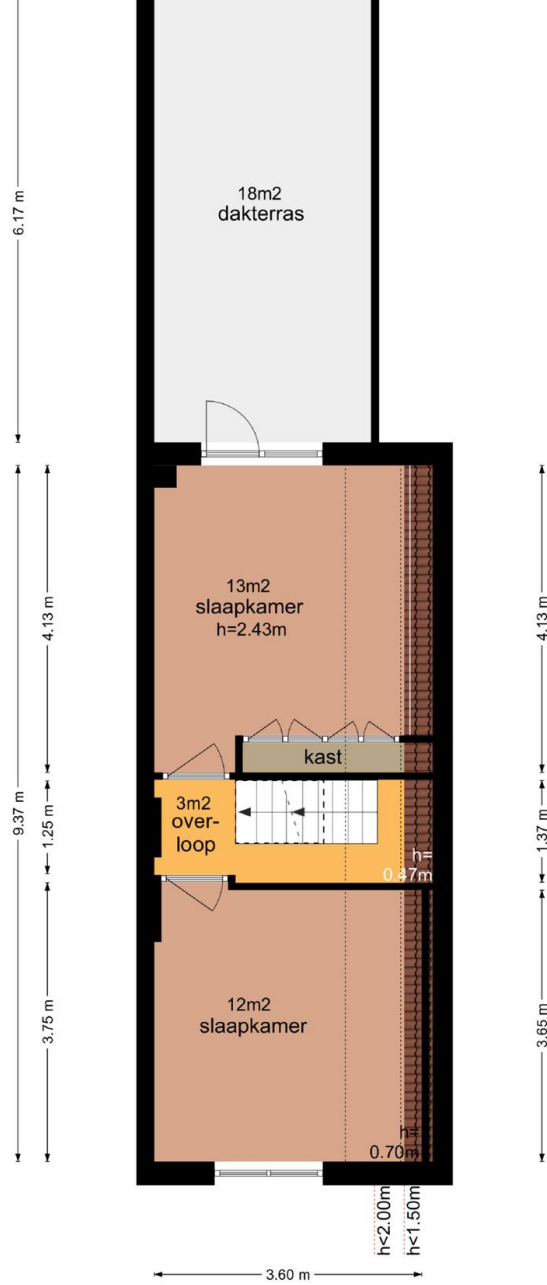 6.17 m
18m2
dakterras
13m2
slaapkamer
h=2.43m
4.13 m
4.13 m
kast
9.37 m
1.25 m
3m2
over-
loop
1.37 m
h=
0.47m
12m2
slaapkamer
3.75 m
3.65 m
h=
0.70m
h<2.00m
h<1.50m
3.60 m